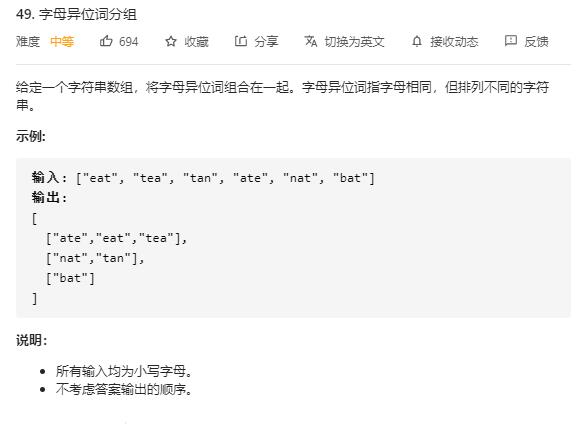 49. 字母异位词分组
难度 中等 694 收藏 分享 切换为英文 接收动态 反馈
给定一个字符串数组，将字母异位词组合在一起。字母异位词指字母相同，但排列不同的字符
串。
示例:
输入: ["eat", "tea", "tan", "ate", "nat", "bat"]
输出:
[
["ate","eat","tea"],
["nat","tan"],
["bat"]
]
说明：
所有输入均为小写字母。
不考虑答案输出的顺序。